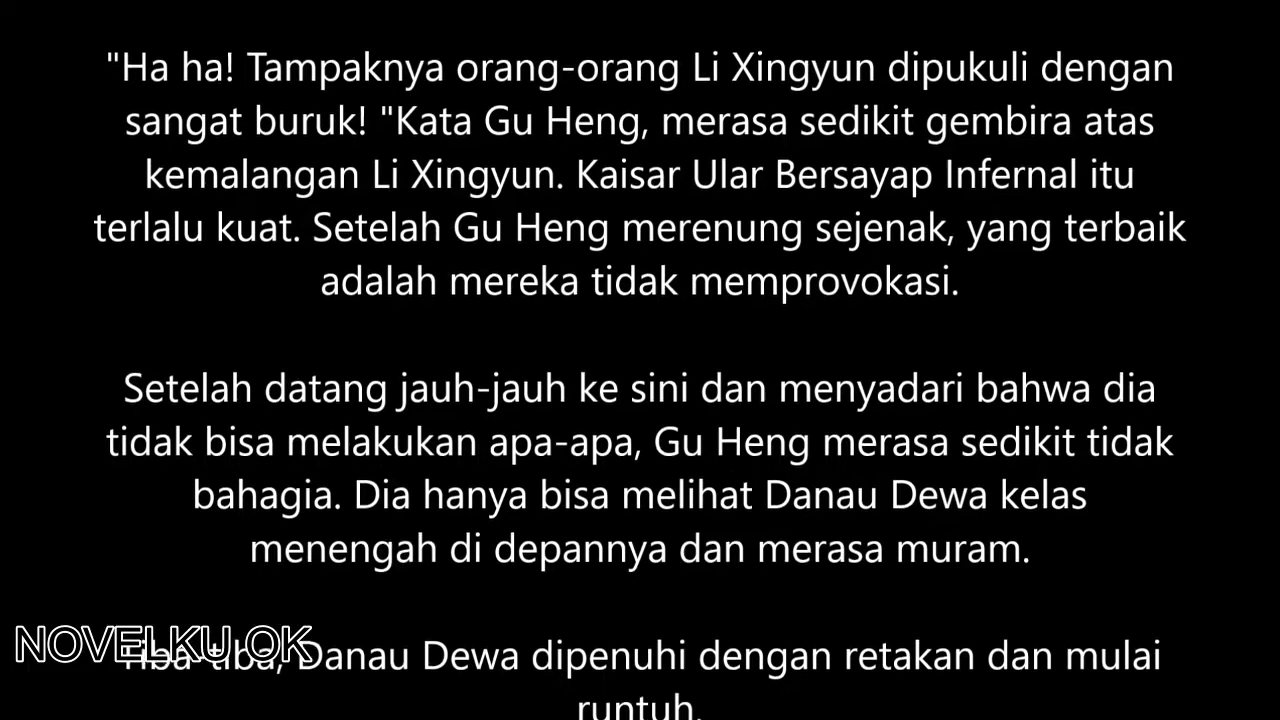 "Ha ha! Tampaknya orang-orang Li Xingyun dipukuli dengan
sangat buruk! "Kata Gu Heng, merasa sedikit gembira atas
kemalangan Li Xingyun. Kaisar Ular Bersayap Infernal itu
terlalu kuat. Setelah Gu Heng merenung sejenak, yang terbaik
adalah mereka tidak memprovokasi.
Setelah datang jauh-jauh ke sini dan menyadari bahwa dia
tidak bisa melakukan apa-apa, Gu Heng merasa sedikit tidak
bahagia. Dia hanya bisa melihat Danau Dewa kelas
menengah di depannya dan merasa muram.
NOVELKU OK
Tiba-tiba, Danau Dewa dipenuhi dengan retakan dan mulai
runtuh.